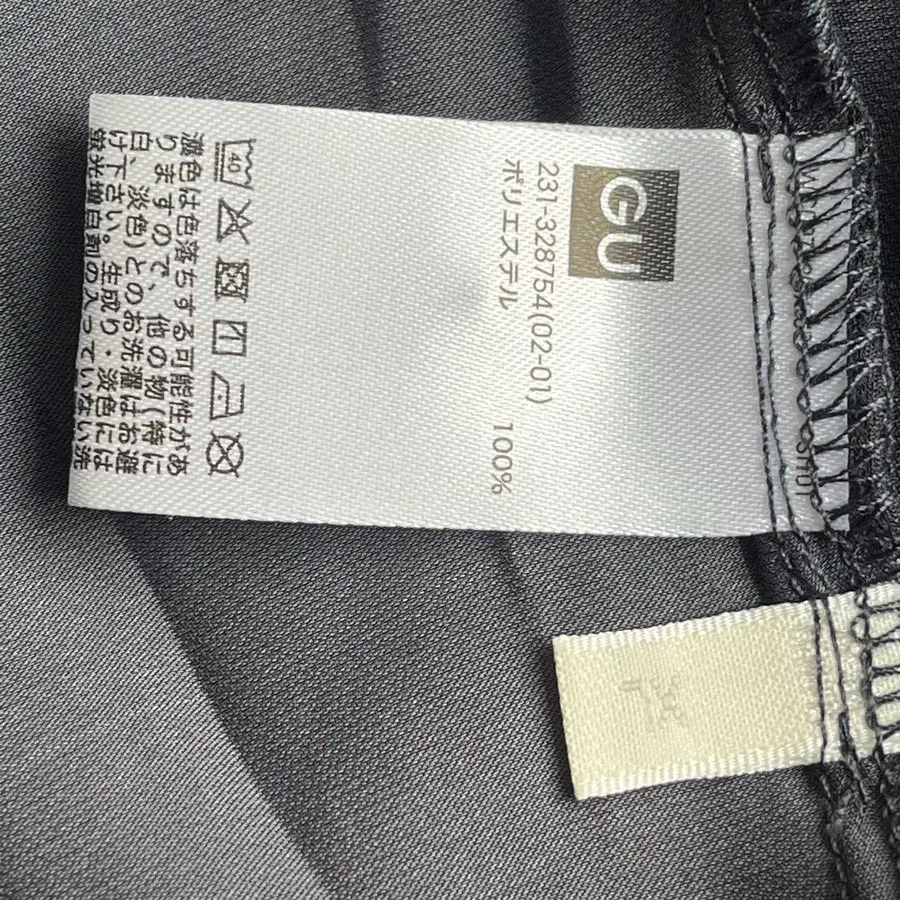 GU
231-328754(02-01)
ポリエステル 100%
40
濃色は色落ちする可能性があ
りますので、他の物(特に
白、淡色)とのお洗濯はお避
け下さい。生成り・淡色には
蛍光増白剤の入っていない洗